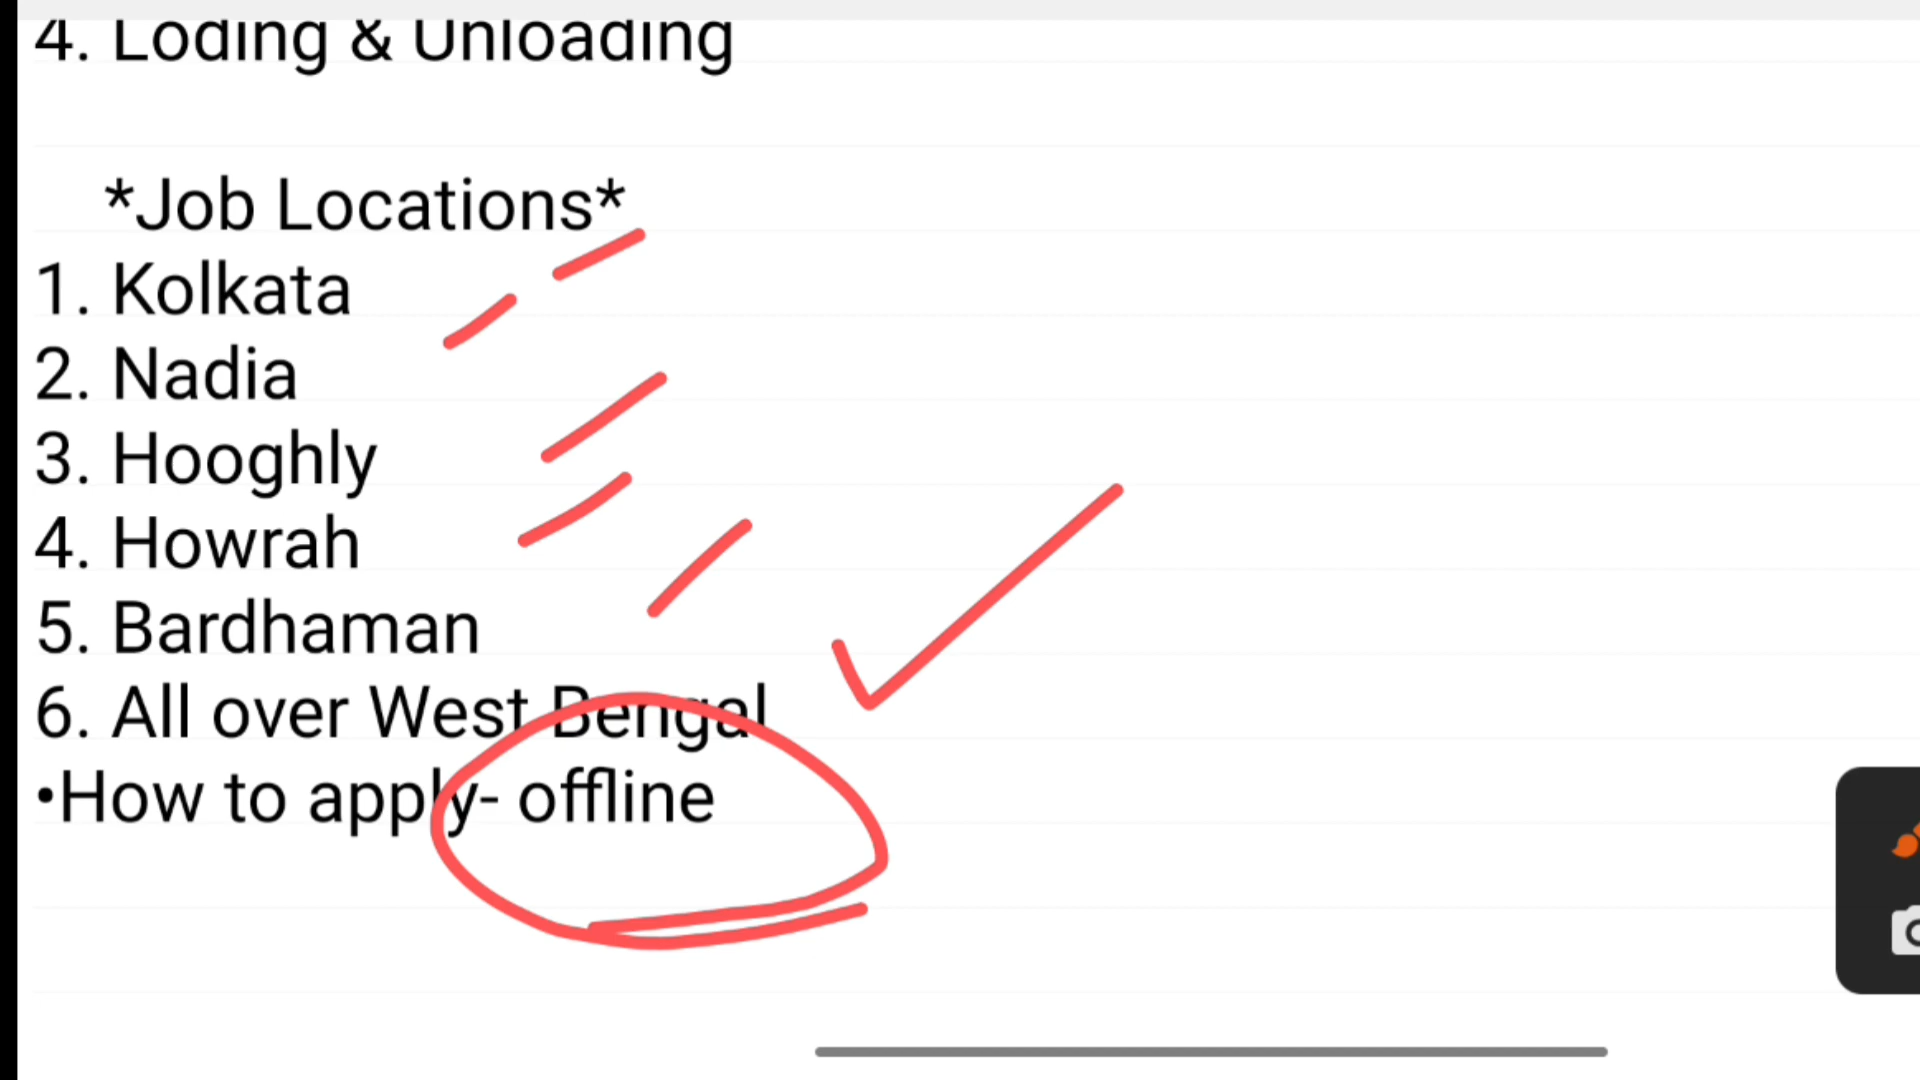 4. Loding & Unloading
*Job Locations*
1. Kolkata
2. Nadia
3. Hooghly
4. Howrah
5. Bardhaman
6. All over West Bengal
•How to apply- offline